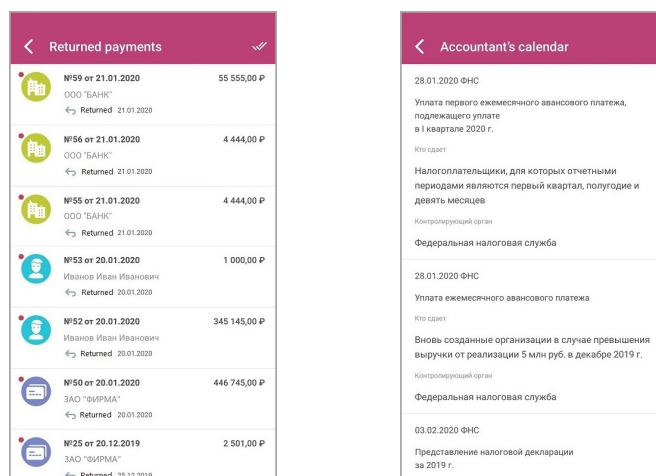 Returned payments
№59 от 21.01.2020 55 555,00 ₽
ООО "БАНК"
Returned 21.01.2020
№56 от 21.01.2020 4 444,00 ₽
ООО "БАНК"
Returned 21.01.2020
№55 от 21.01.2020 4 444,00 ₽
ООО "БАНК"
Returned 21.01.2020
№53 от 20.01.2020 1 000,00 ₽
Иванов Иван Иванович
Returned 20.01.2020
№52 от 20.01.2020 345 145,00 ₽
Иванов Иван Иванович
Returned 20.01.2020
№50 от 20.01.2020 446 745,00 ₽
ЗАО "ФИРМА"
Returned 20.01.2020
№25 от 20.12.2019 2 501,00 ₽
ЗАО "ФИРМА"
Returned 25.12.2019
Accountant's calendar
28.01.2020 ФНС
Уплата первого ежемесячного авансового платежа,
подлежащего уплате
в I квартале 2020 г.
Кто сдает
Налогоплательщики, для которых отчетными
периодами являются первый квартал, полугодие и
девять месяцев
Контролирующий орган
Федеральная налоговая служба
28.01.2020 ФНС
Уплата ежемесячного авансового платежа
Кто сдает
Вновь созданные организации в случае превышения
выручки от реализации 5 млн руб. в декабре 2019 г.
Контролирующий орган
Федеральная налоговая служба
03.02.2020 ФНС
Представление налоговой декларации
за 2019 г.